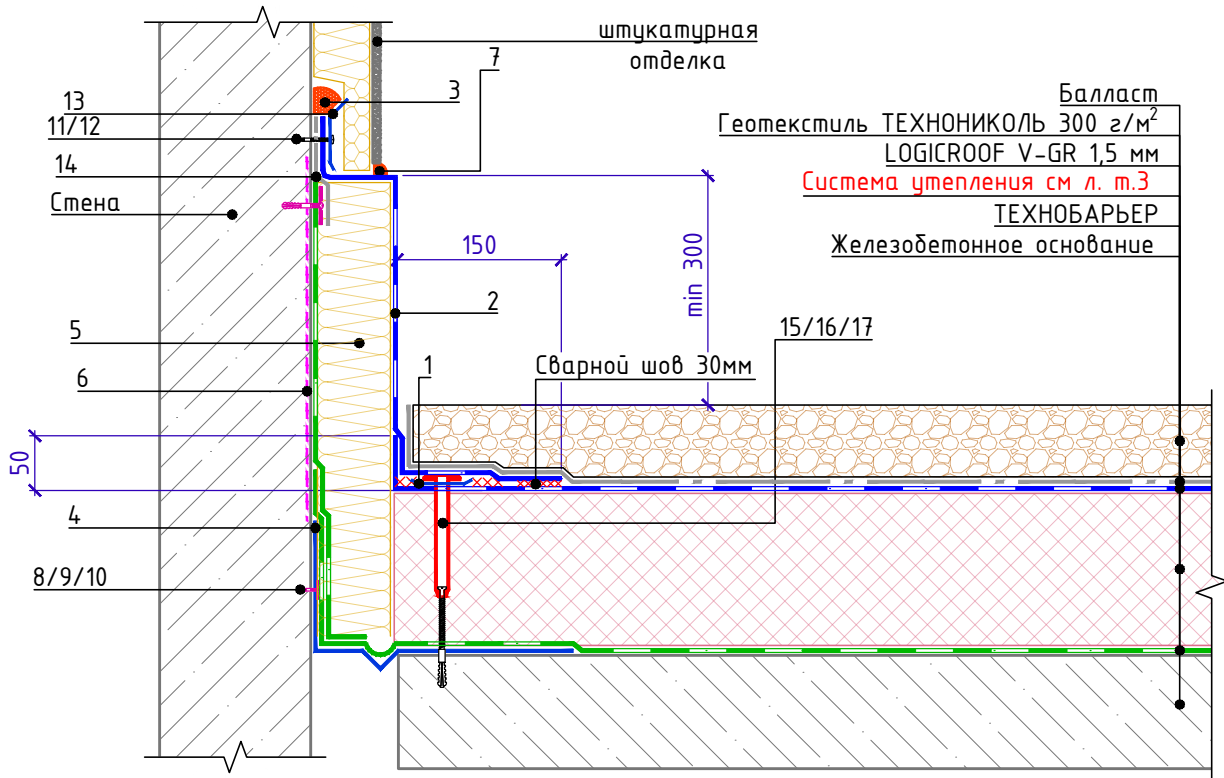 штукатурная
отделка
7
3
13
11/12
14
Стена
Балласт
Геотекстиль ТЕХНОНИКОЛЬ 300 г/м²
LOGICROOF V-GR 1,5 мм
Система утепления см л. т.3
ТЕХНОБАРЬЕР
Железобетонное основание
150
min 300
2
15/16/17
5
1
Сварной шов 30мм
6
50
4
8/9/10